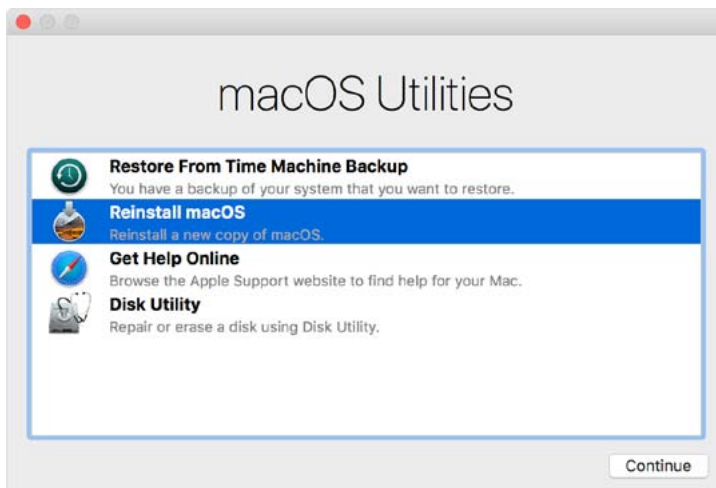 macOS Utilities
Restore From Time Machine Backup
You have a backup of your system that you want to restore.
Reinstall macOS
Reinstall a new copy of macOS.
Get Help Online
Browse the Apple Support website to find help for your Mac.
Disk Utility
Repair or erase a disk using Disk Utility.
Continue